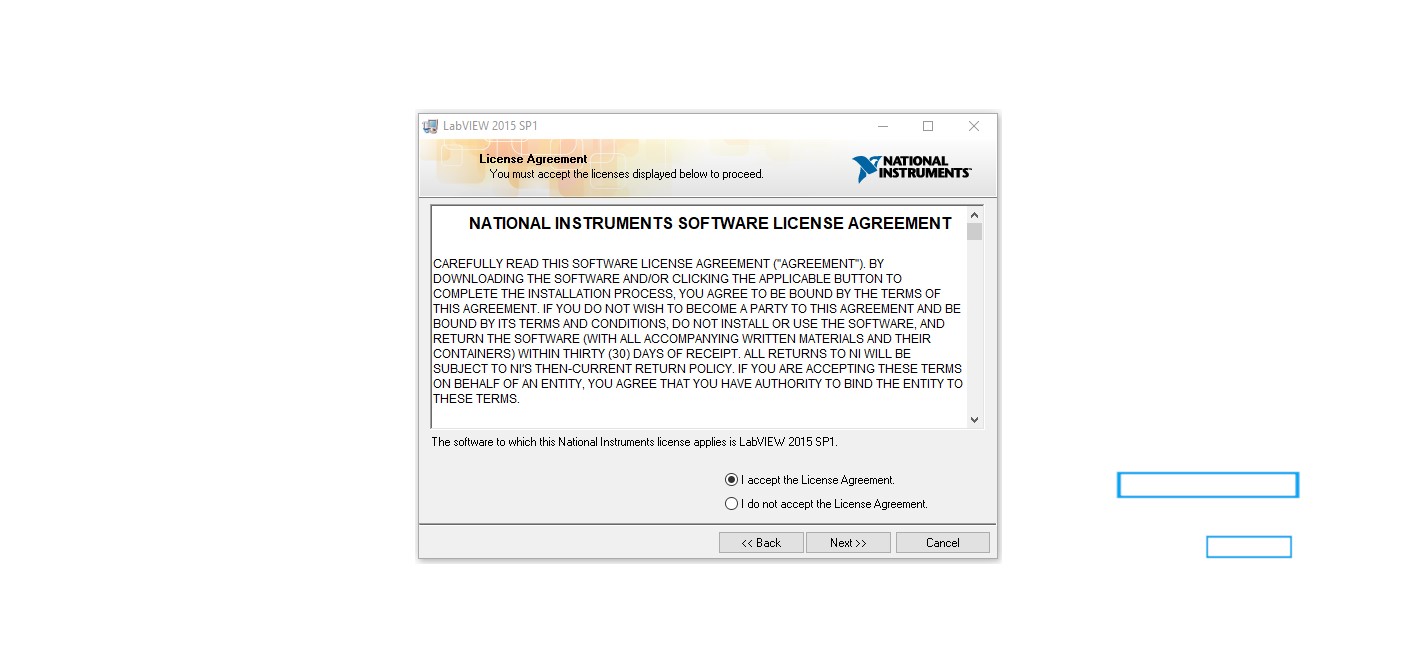 LabVIEW 2015 SP1
License Agreement
You must accept the licenses displayed below to proceed.
NATIONAL
INSTRUMENTS™
NATIONAL INSTRUMENTS SOFTWARE LICENSE AGREEMENT
CAREFULLY READ THIS SOFTWARE LICENSE AGREEMENT ("AGREEMENT"). BY
DOWNLOADING THE SOFTWARE AND/OR CLICKING THE APPLICABLE BUTTON TO
COMPLETE THE INSTALLATION PROCESS, YOU AGREE TO BE BOUND BY THE TERMS OF
THIS AGREEMENT. IF YOU DO NOT WISH TO BECOME A PARTY TO THIS AGREEMENT AND BE
BOUND BY ITS TERMS AND CONDITIONS, DO NOT INSTALL OR USE THE SOFTWARE, AND
RETURN THE SOFTWARE (WITH ALL ACCOMPANYING WRITTEN MATERIALS AND THEIR
CONTAINERS) WITHIN THIRTY (30) DAYS OF RECEIPT. ALL RETURNS TO NI WILL BE
SUBJECT TO NI'S THEN-CURRENT RETURN POLICY. IF YOU ARE ACCEPTING THESE TERMS
ON BEHALF OF AN ENTITY, YOU AGREE THAT YOU HAVE AUTHORITY TO BIND THE ENTITY TO
THESE TERMS.
The software to which this National Instruments license applies is LabVIEW 2015 SP1.
I accept the License Agreement.
I do not accept the License Agreement.
<< Back Next >> Cancel